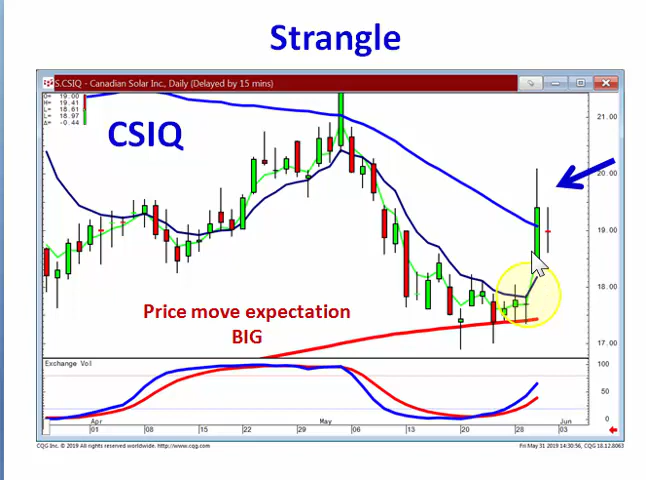 Strangle
S.CSIQ - Canadian Solar Inc., Daily (Delayed by 15 mins)
O= 19.00
H= 19.41
L= 18.61
L= 18.97
Δ= -0.44
CSIQ
21.00
20.00
19.00
18.00
17.00
Price move expectation
BIG
Exchange Vol
100
50
0
Apr
May
Jun
01
08
15
22
29
06
13
20
28
03
CQG Inc. © 2019 All rights reserved worldwide. http://www.cqg.com
Fri May 31 2019 14:30:56, CQG 18.12.8063